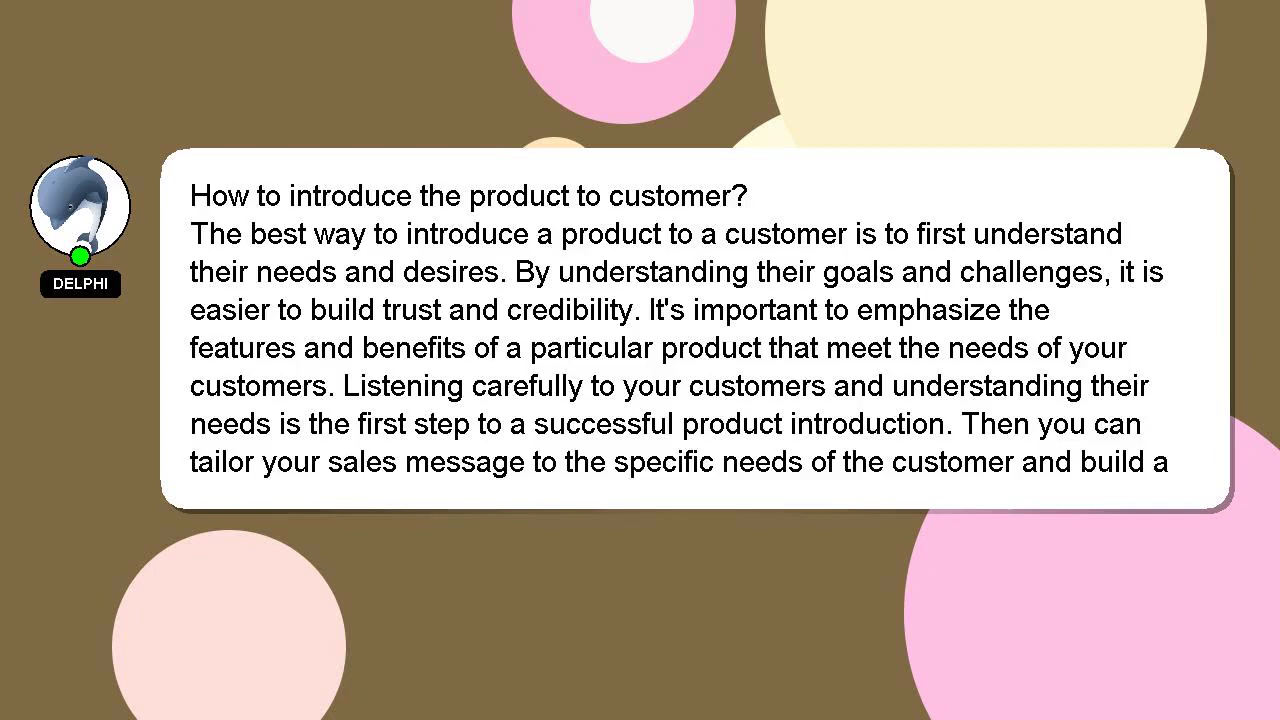 How to introduce the product to customer?
The best way to introduce a product to a customer is to first understand
their needs and desires. By understanding their goals and challenges, it is
easier to build trust and credibility. It's important to emphasize the
features and benefits of a particular product that meet the needs of your
customers. Listening carefully to your customers and understanding their
needs is the first step to a successful product introduction. Then you can
tailor your sales message to the specific needs of the customer and build a
DELPHI